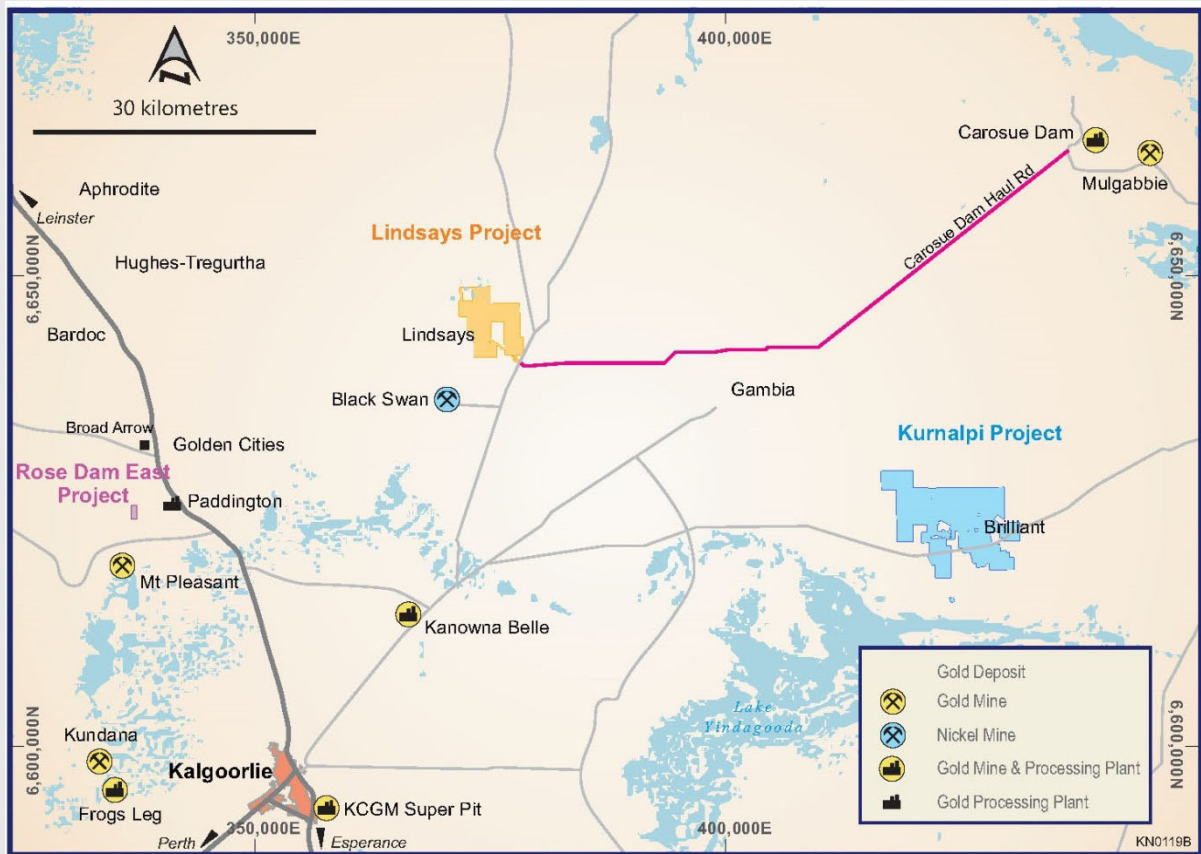 350,000E
400,000E
N
30 kilometres
Carosue Dam
Mulgabbie
Carosue Dam Haul Rd
Aphrodite
Leinster
Lindsays Project
Hughes-Tregurtha
6,650,000N
6,650,000N
Bardoc
Lindsays
Black Swan
Gambia
Broad Arrow
Golden Cities
Kurnalpi Project
Rose Dam East
Project
Paddington
Brilliant
Mt Pleasant
Kanowna Belle
Lake
Yindagooda
Gold Deposit
Gold Mine
Nickel Mine
Gold Mine & Processing Plant
Gold Processing Plant
6,600,000N
6,600,000N
Kundana
Kalgoorlie
Frogs Leg
KCGM Super Pit
Perth
350,000E
Esperance
400,000E
KN0119B